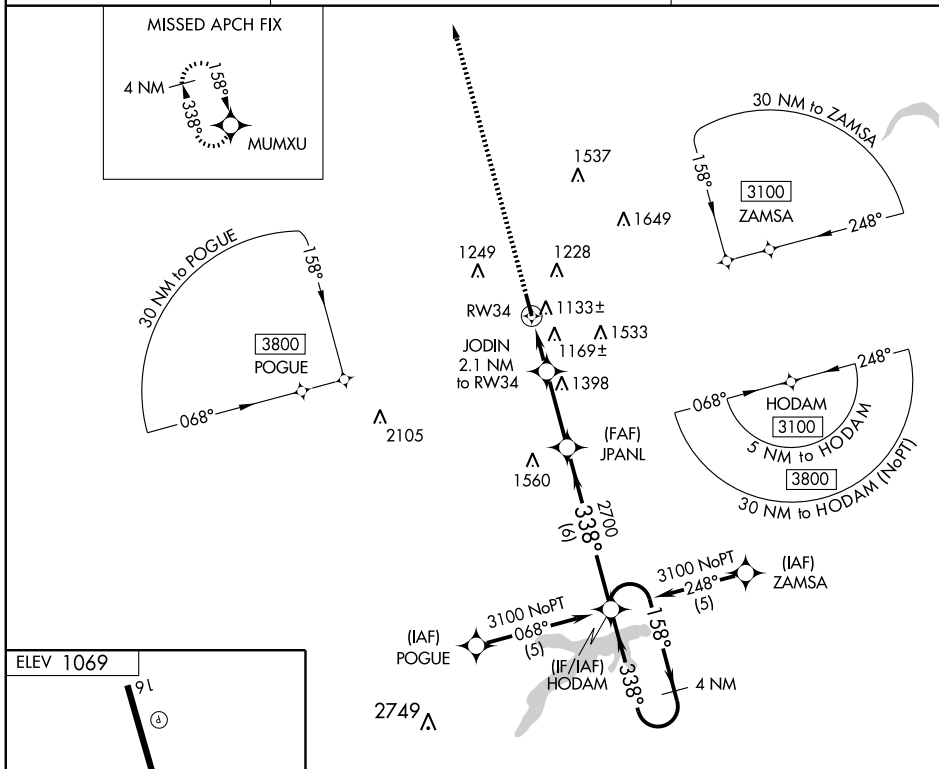 MISSED APCH FIX
4 NM
158°
338°
MUMXU
30 NM to ZAMSA
158°
3100
ZAMSA
248°
1537
1649
1249
1228
30 NM to POGUE
158°
3800
POGUE
068°
RW34
1133±
1533
1169±
JODIN
2.1 NM
to RW34
1398
2105
(FAF)
JPANL
1560
248°
068°
HODAM
3100
5 NM to HODAM
3800
30 NM to HODAM (NoPT)
2700
338°
(6)
3100 NoPT
248°
(5)
(IAF)
ZAMSA
3100 NoPT
068°
(5)
(IAF)
POGUE
(IF/IAF)
HODAM
158°
338°
4 NM
2749
ELEV 1069
16
P